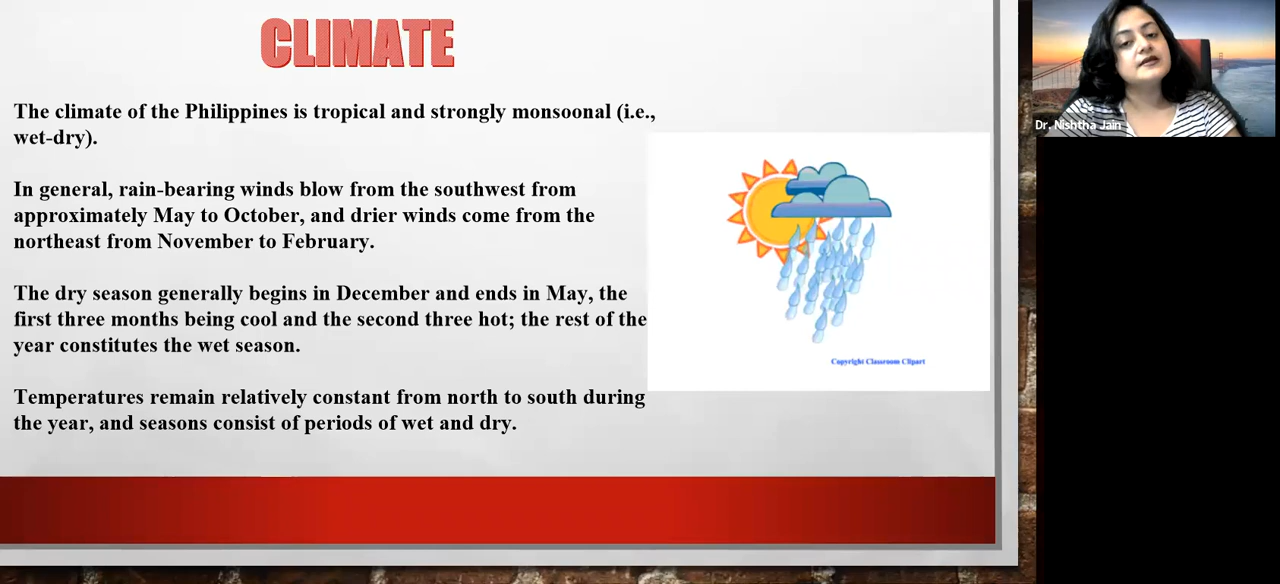 CLIMATE
The climate of the Philippines is tropical and strongly monsoonal (i.e.,
wet-dry).
In general, rain-bearing winds blow from the southwest from
approximately May to October, and drier winds come from the
northeast from November to February.
The dry season generally begins in December and ends in May, the
first three months being cool and the second three hot; the rest of the
year constitutes the wet season.
Temperatures remain relatively constant from north to south during
the year, and seasons consist of periods of wet and dry.
Copyright Classroom Clipart
Dr. Nishtha Jain